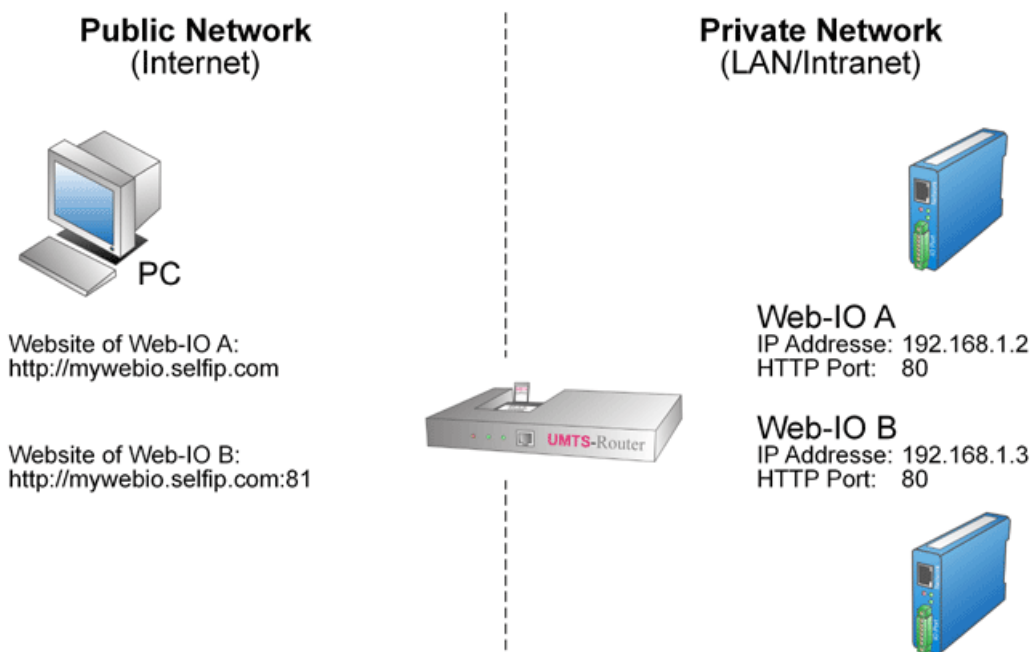 Public Network
(Internet)
Private Network
(LAN/Intranet)
PC
Website of Web-IO A:
http://mywebio.selfip.com
Website of Web-IO B:
http://mywebio.selfip.com:81
UMTS-Router
Web-IO A
IP Addresse: 192.168.1.2
HTTP Port: 80
Web-IO B
IP Addresse: 192.168.1.3
HTTP Port: 80